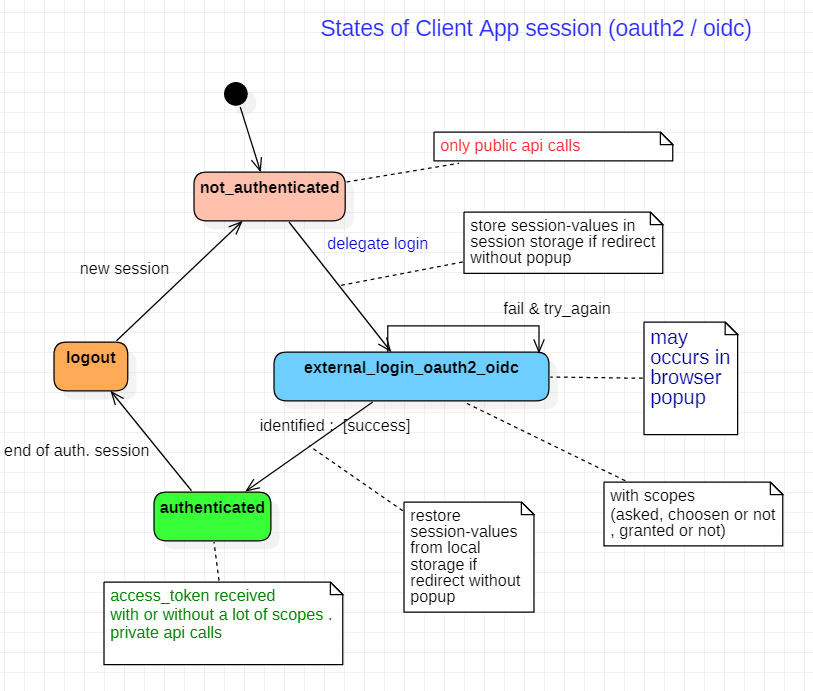 States of Client App session (oauth2 / oidc)
only public api calls
not_authenticated
store session-values in
session storage if redirect
without popup
delegate login
new session
fail & try_again
may
occurs in
browser
popup
logout
external_login_oauth2_oidc
identified : [success]
end of auth. session
with scopes
(asked, choosen or not
, granted or not)
authenticated
restore
session-values
from local
storage if
redirect without
popup
access_token received
with or without a lot of scopes .
private api calls